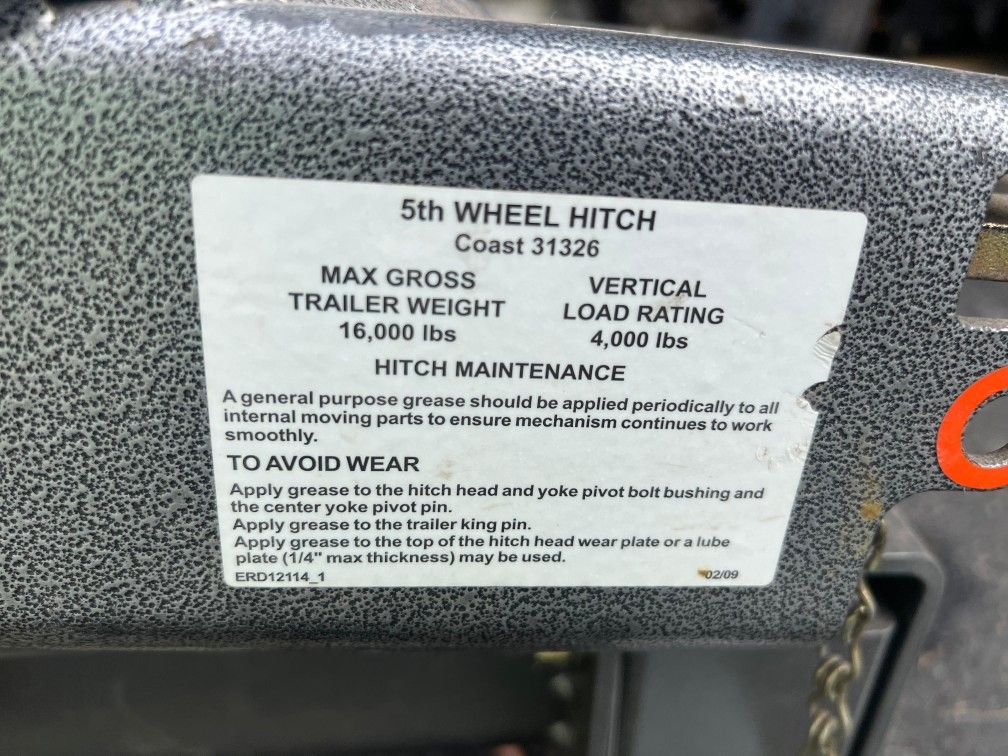 5th WHEEL HITCH
Coast 31326
MAX GROSS
TRAILER WEIGHT
16,000 lbs
VERTICAL
LOAD RATING
4,000 lbs
HITCH MAINTENANCE
A general purpose grease should be applied periodically to all
internal moving parts to ensure mechanism continues to work
smoothly.
TO AVOID WEAR
Apply grease to the hitch head and yoke pivot bolt bushing and
the center yoke pivot pin.
Apply grease to the trailer king pin.
Apply grease to the top of the hitch head wear plate or a lube
plate (1/4" max thickness) may be used.
ERD12114_1
02/09